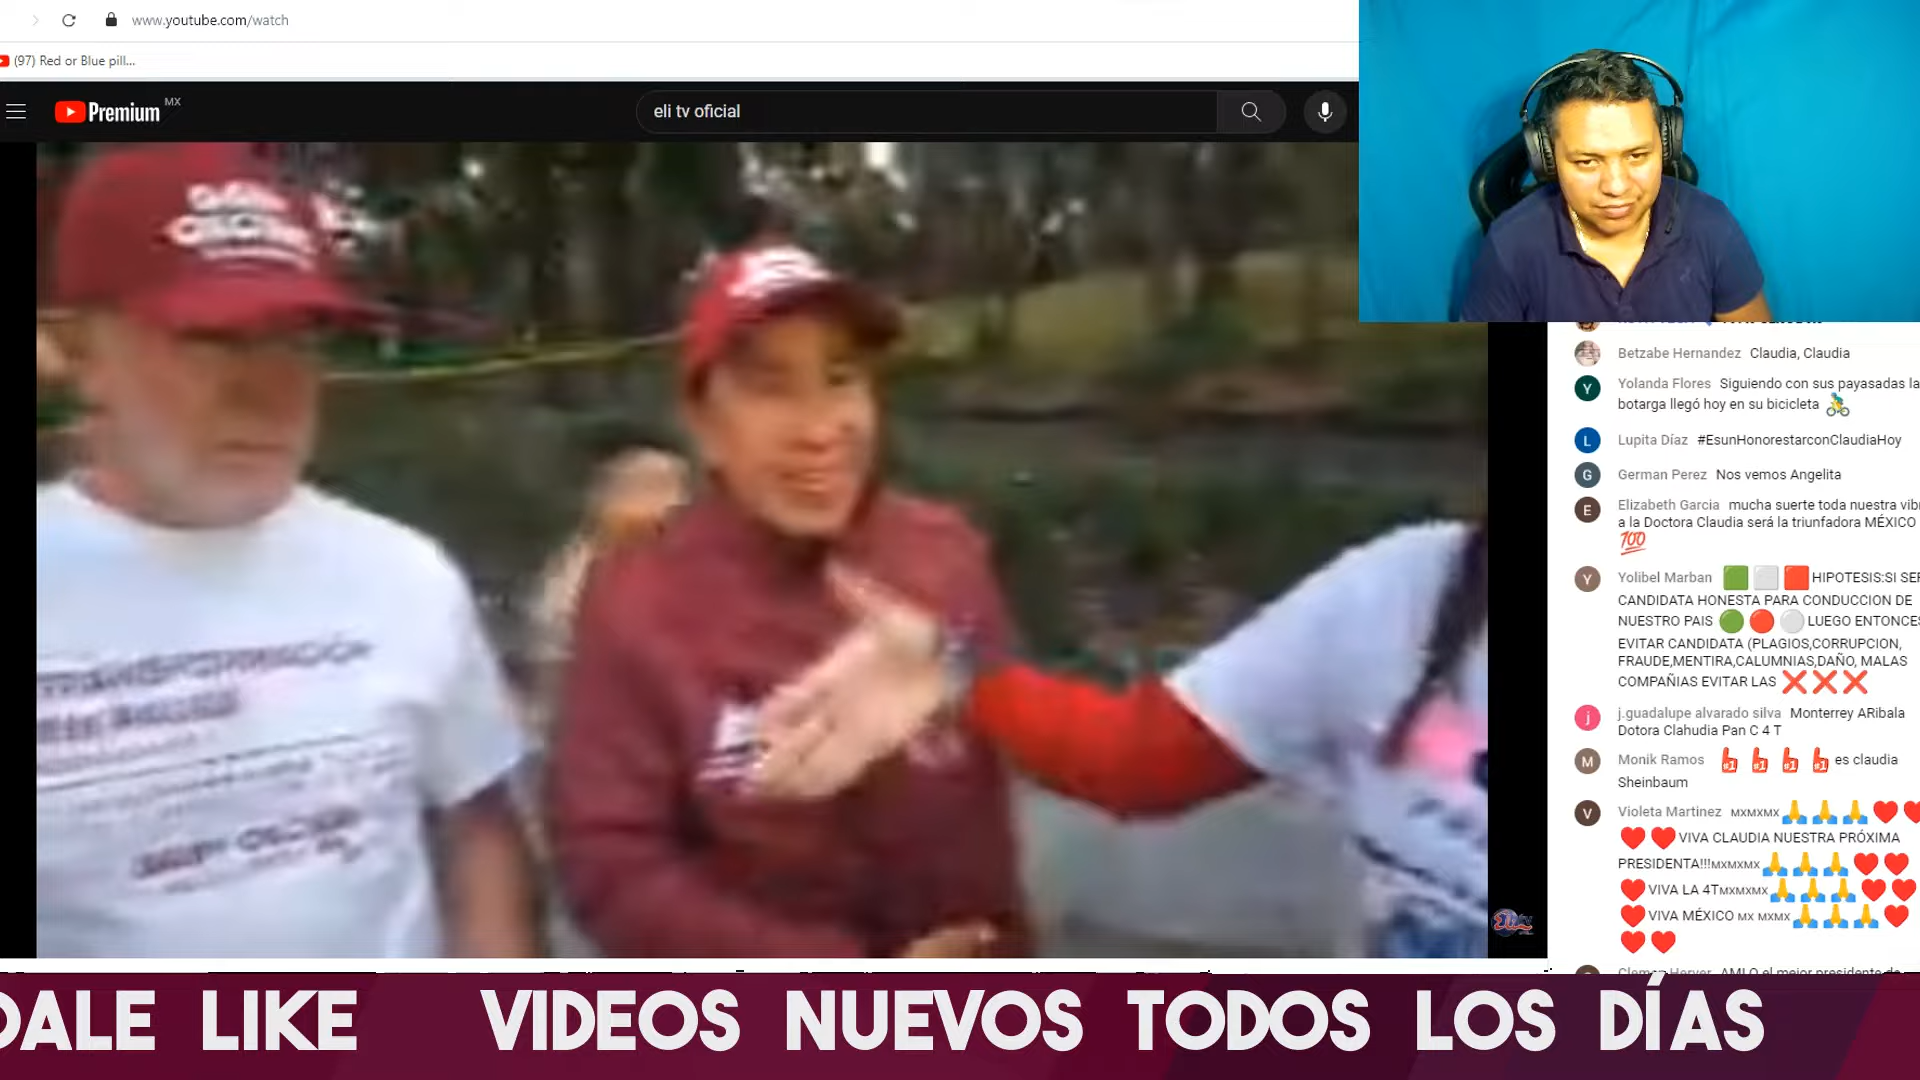 www.youtube.com/watch
(97) Red or Blue pill...
Premium MX
eli tv oficial
Betzabe Hernandez Claudia, Claudia
Yolanda Flores Siguiendo con sus payasadas la
botarga llegó hoy en su bicicleta
Lupita Díaz #EsunHonorestarconClaudiaHoy
German Perez Nos vemos Angelita
Elizabeth Garcia mucha suerte toda nuestra vib
a la Doctora Claudia será la triunfadora MÉXICO
100
Yolibel Marban HIPOTESIS:SI SER
CANDIDATA HONESTA PARA CONDUCCION DE
NUESTRO PAIS LUEGO ENTONCES
EVITAR CANDIDATA (PLAGIOS,CORRUPCION,
FRAUDE,MENTIRA,CALUMNIAS,DAÑO, MALAS
COMPAÑIAS EVITAR LAS
j.guadalupe alvarado silva Monterrey ARibala
Dotora Clahudia Pan C 4 T
Monik Ramos es claudia
Sheinbaum
Violeta Martinez MXMXMX
VIVA CLAUDIA NUESTRA PRÓXIMA
PRESIDENTA!!!MXMXMX
VIVA LA 4TMXMXMX
VIVA MÉXICO MX MXMX
TRANSFORMACIÓN
DALE LIKE VIDEOS NUEVOS TODOS LOS DÍAS